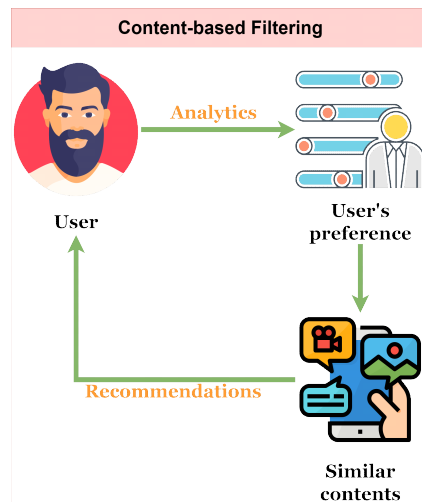 Content-based Filtering
Analytics
User
User's
preference
Recommendations
Similar
contents